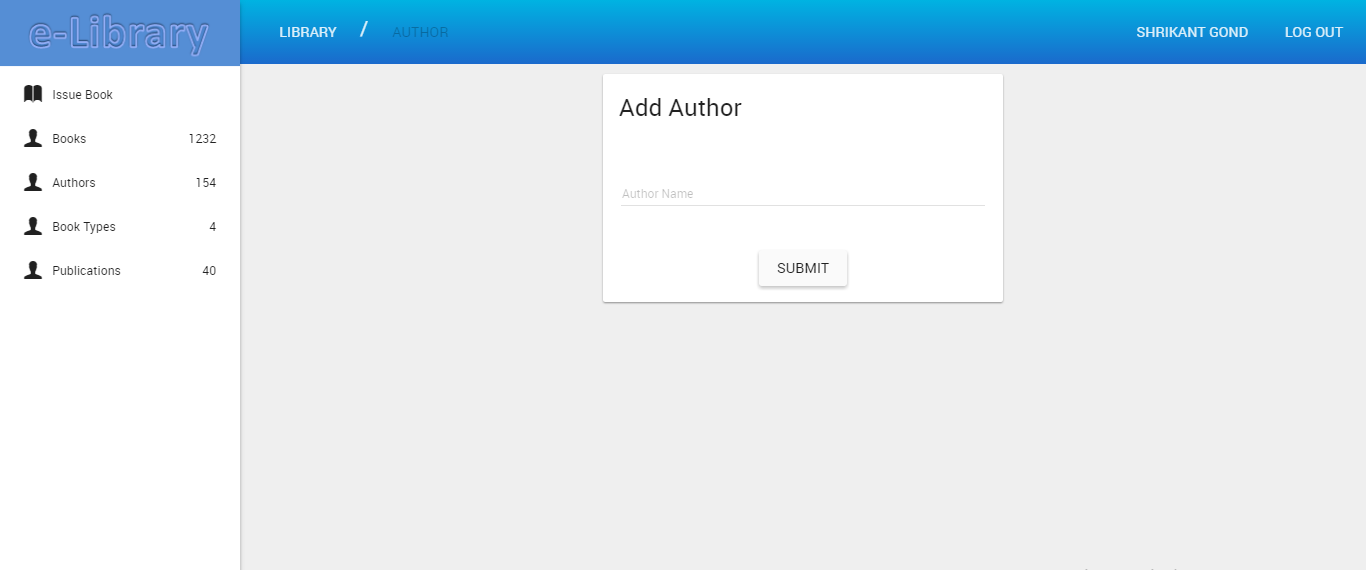 e-Library
LIBRARY / AUTHOR
SHRIKANT GOND
LOG OUT
Issue Book
Books 1232
Authors 154
Book Types 4
Publications 40
Add Author
Author Name
SUBMIT